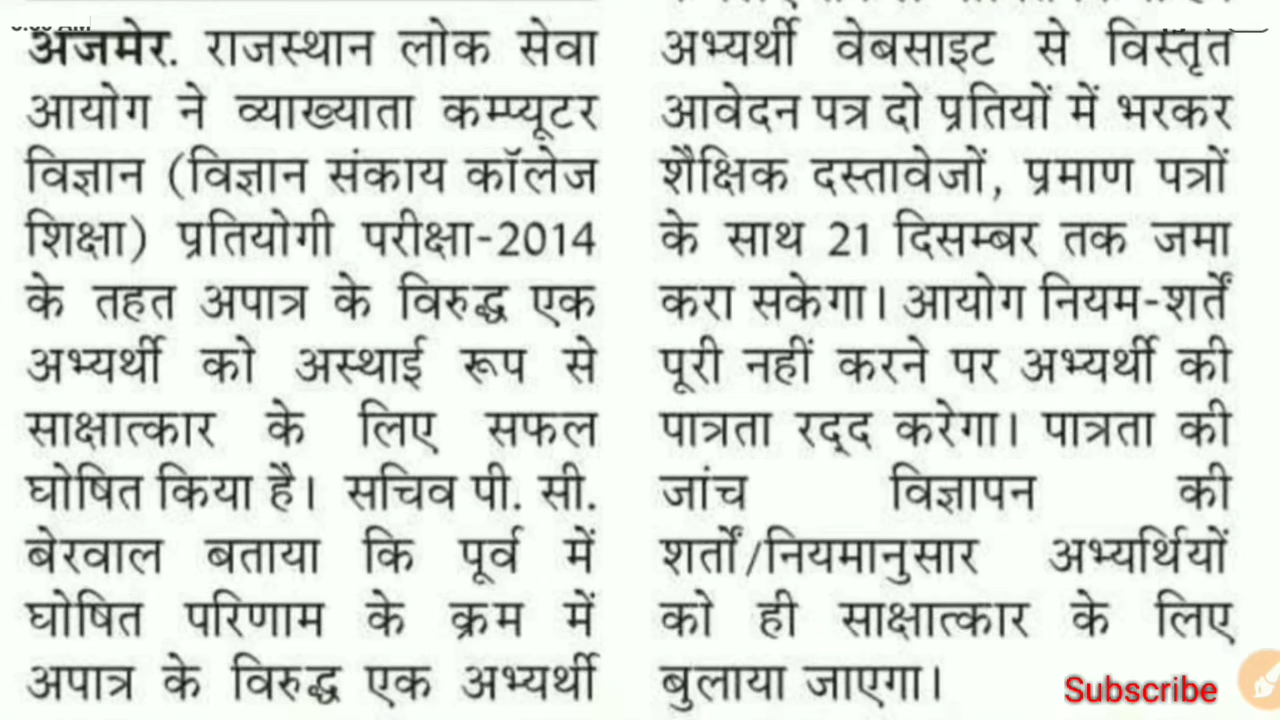 अजमेर. राजस्थान लोक सेवा
आयोग ने व्याख्याता कम्प्यूटर
विज्ञान (विज्ञान संकाय कॉलेज
शिक्षा) प्रतियोगी परीक्षा-2014
के तहत अपात्र के विरुद्ध एक
अभ्यर्थी को अस्थाई रूप से
साक्षात्कार के लिए सफल
घोषित किया है। सचिव पी. सी.
बेरवाल बताया कि पूर्व में
घोषित परिणाम के क्रम में
अपात्र के विरुद्ध एक अभ्यर्थी
अभ्यर्थी वेबसाइट से विस्तृत
आवेदन पत्र दो प्रतियों में भरकर
शैक्षिक दस्तावेजों, प्रमाण पत्रों
के साथ 21 दिसम्बर तक जमा
करा सकेगा। आयोग नियम-शर्तें
पूरी नहीं करने पर अभ्यर्थी की
पात्रता रद्द करेगा। पात्रता की
जांच विज्ञापन की
शर्तों/नियमानुसार अभ्यर्थियों
को ही साक्षात्कार के लिए
बुलाया जाएगा।
Subscribe